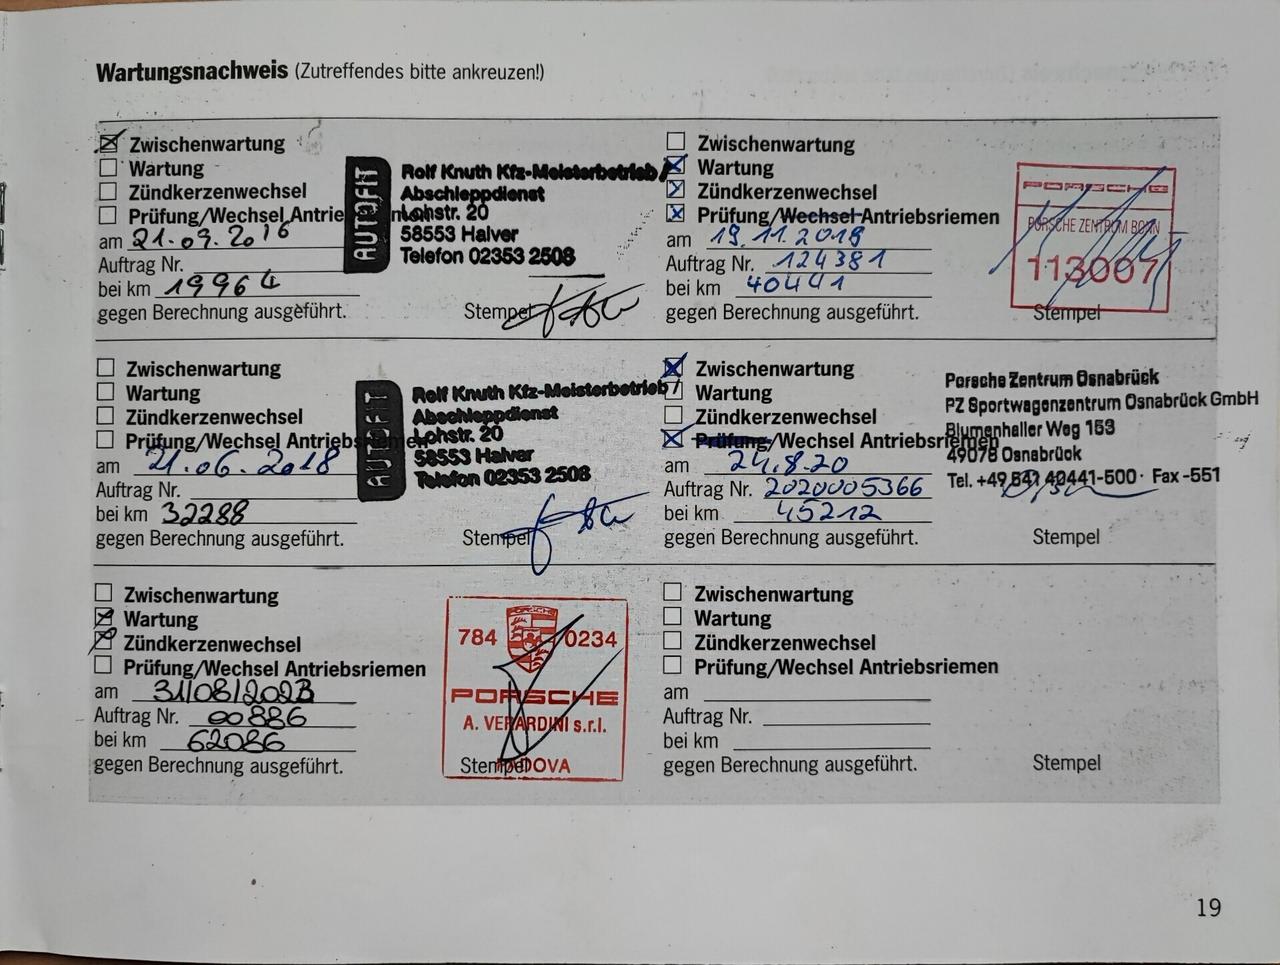 Wartungsnachweis (Zutreffendes bitte ankreuzen!)
Zwischenwartung
Wartung
Zündkerzenwechsel
Prüfung/Wechsel Antrie
am 21.09.2016
Auftrag Nr.
bei km 19964
gegen Berechnung ausgeführt.
AUTOFIT
Rolf Knuth Kfz-Meisterbetrieb
Abschleppdienst
Lohstr. 20
58553 Halver
Telefon 02353 2508
Stempel
Zwischenwartung
Wartung
Zündkerzenwechsel
Prüfung/Wechsel Antriebsriemen
am 19.11.2019
Auftrag Nr. 124381
bei km 40441
gegen Berechnung ausgeführt.
PORSCHE
PORSCHE ZENTRUM BONN
113007
Stempel
Zwischenwartung
Wartung
Zündkerzenwechsel
Prüfung/Wechsel Antriebsriemen
am 21.06.2018
Auftrag Nr.
bei km 32288
gegen Berechnung ausgeführt.
AUTOFIT
Rolf Knuth Kfz-Meisterbetrieb
Abschleppdienst
Lohstr. 20
58553 Halver
Telefon 02353 2508
Stempel
Zwischenwartung
Wartung
Zündkerzenwechsel
Prüfung/Wechsel Antriebsriemen
am 24.8.20
Auftrag Nr. 2020005366
bei km 45212
gegen Berechnung ausgeführt.
Porsche Zentrum Osnabrück
PZ Sportwagenzentrum Osnabrück GmbH
Blumenhaller Weg 153
49078 Osnabrück
Tel. +49 541 40441-500 · Fax -551
Stempel
Zwischenwartung
Wartung
Zündkerzenwechsel
Prüfung/Wechsel Antriebsriemen
am 31/08/2023
Auftrag Nr. 00886
bei km 62086
gegen Berechnung ausgeführt.
PORSCHE
784 0234
PORSCHE
A. VERARDINI s.r.l.
PADOVA
Stempel
Zwischenwartung
Wartung
Zündkerzenwechsel
Prüfung/Wechsel Antriebsriemen
am
Auftrag Nr.
bei km
gegen Berechnung ausgeführt.
Stempel
19